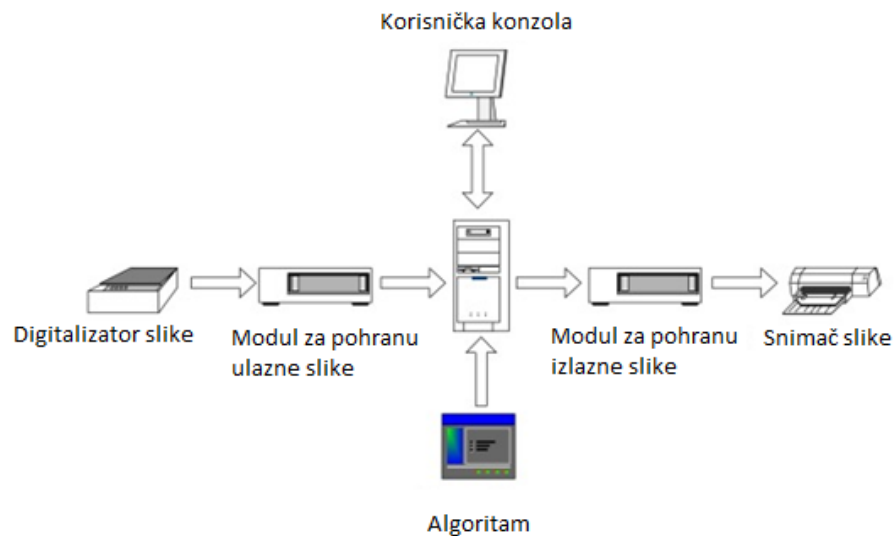 Korisnička konzola
Digitalizator slike
Modul za pohranu
ulazne slike
Modul za pohranu
izlazne slike
Snimač slike
Algoritam